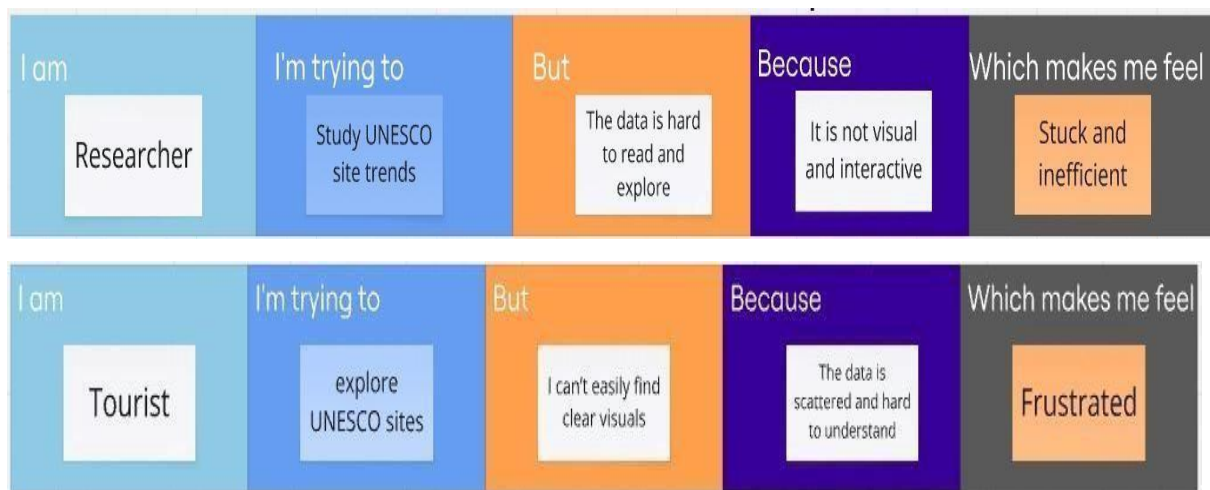 I am
Researcher
I'm trying to
Study UNESCO
site trends
But
The data is hard
to read and
explore
Because
It is not visual
and interactive
Which makes me feel
Stuck and
inefficient
I am
Tourist
I'm trying to
explore
UNESCO sites
But
I can't easily find
clear visuals
Because
The data is
scattered and hard
to understand
Which makes me feel
Frustrated